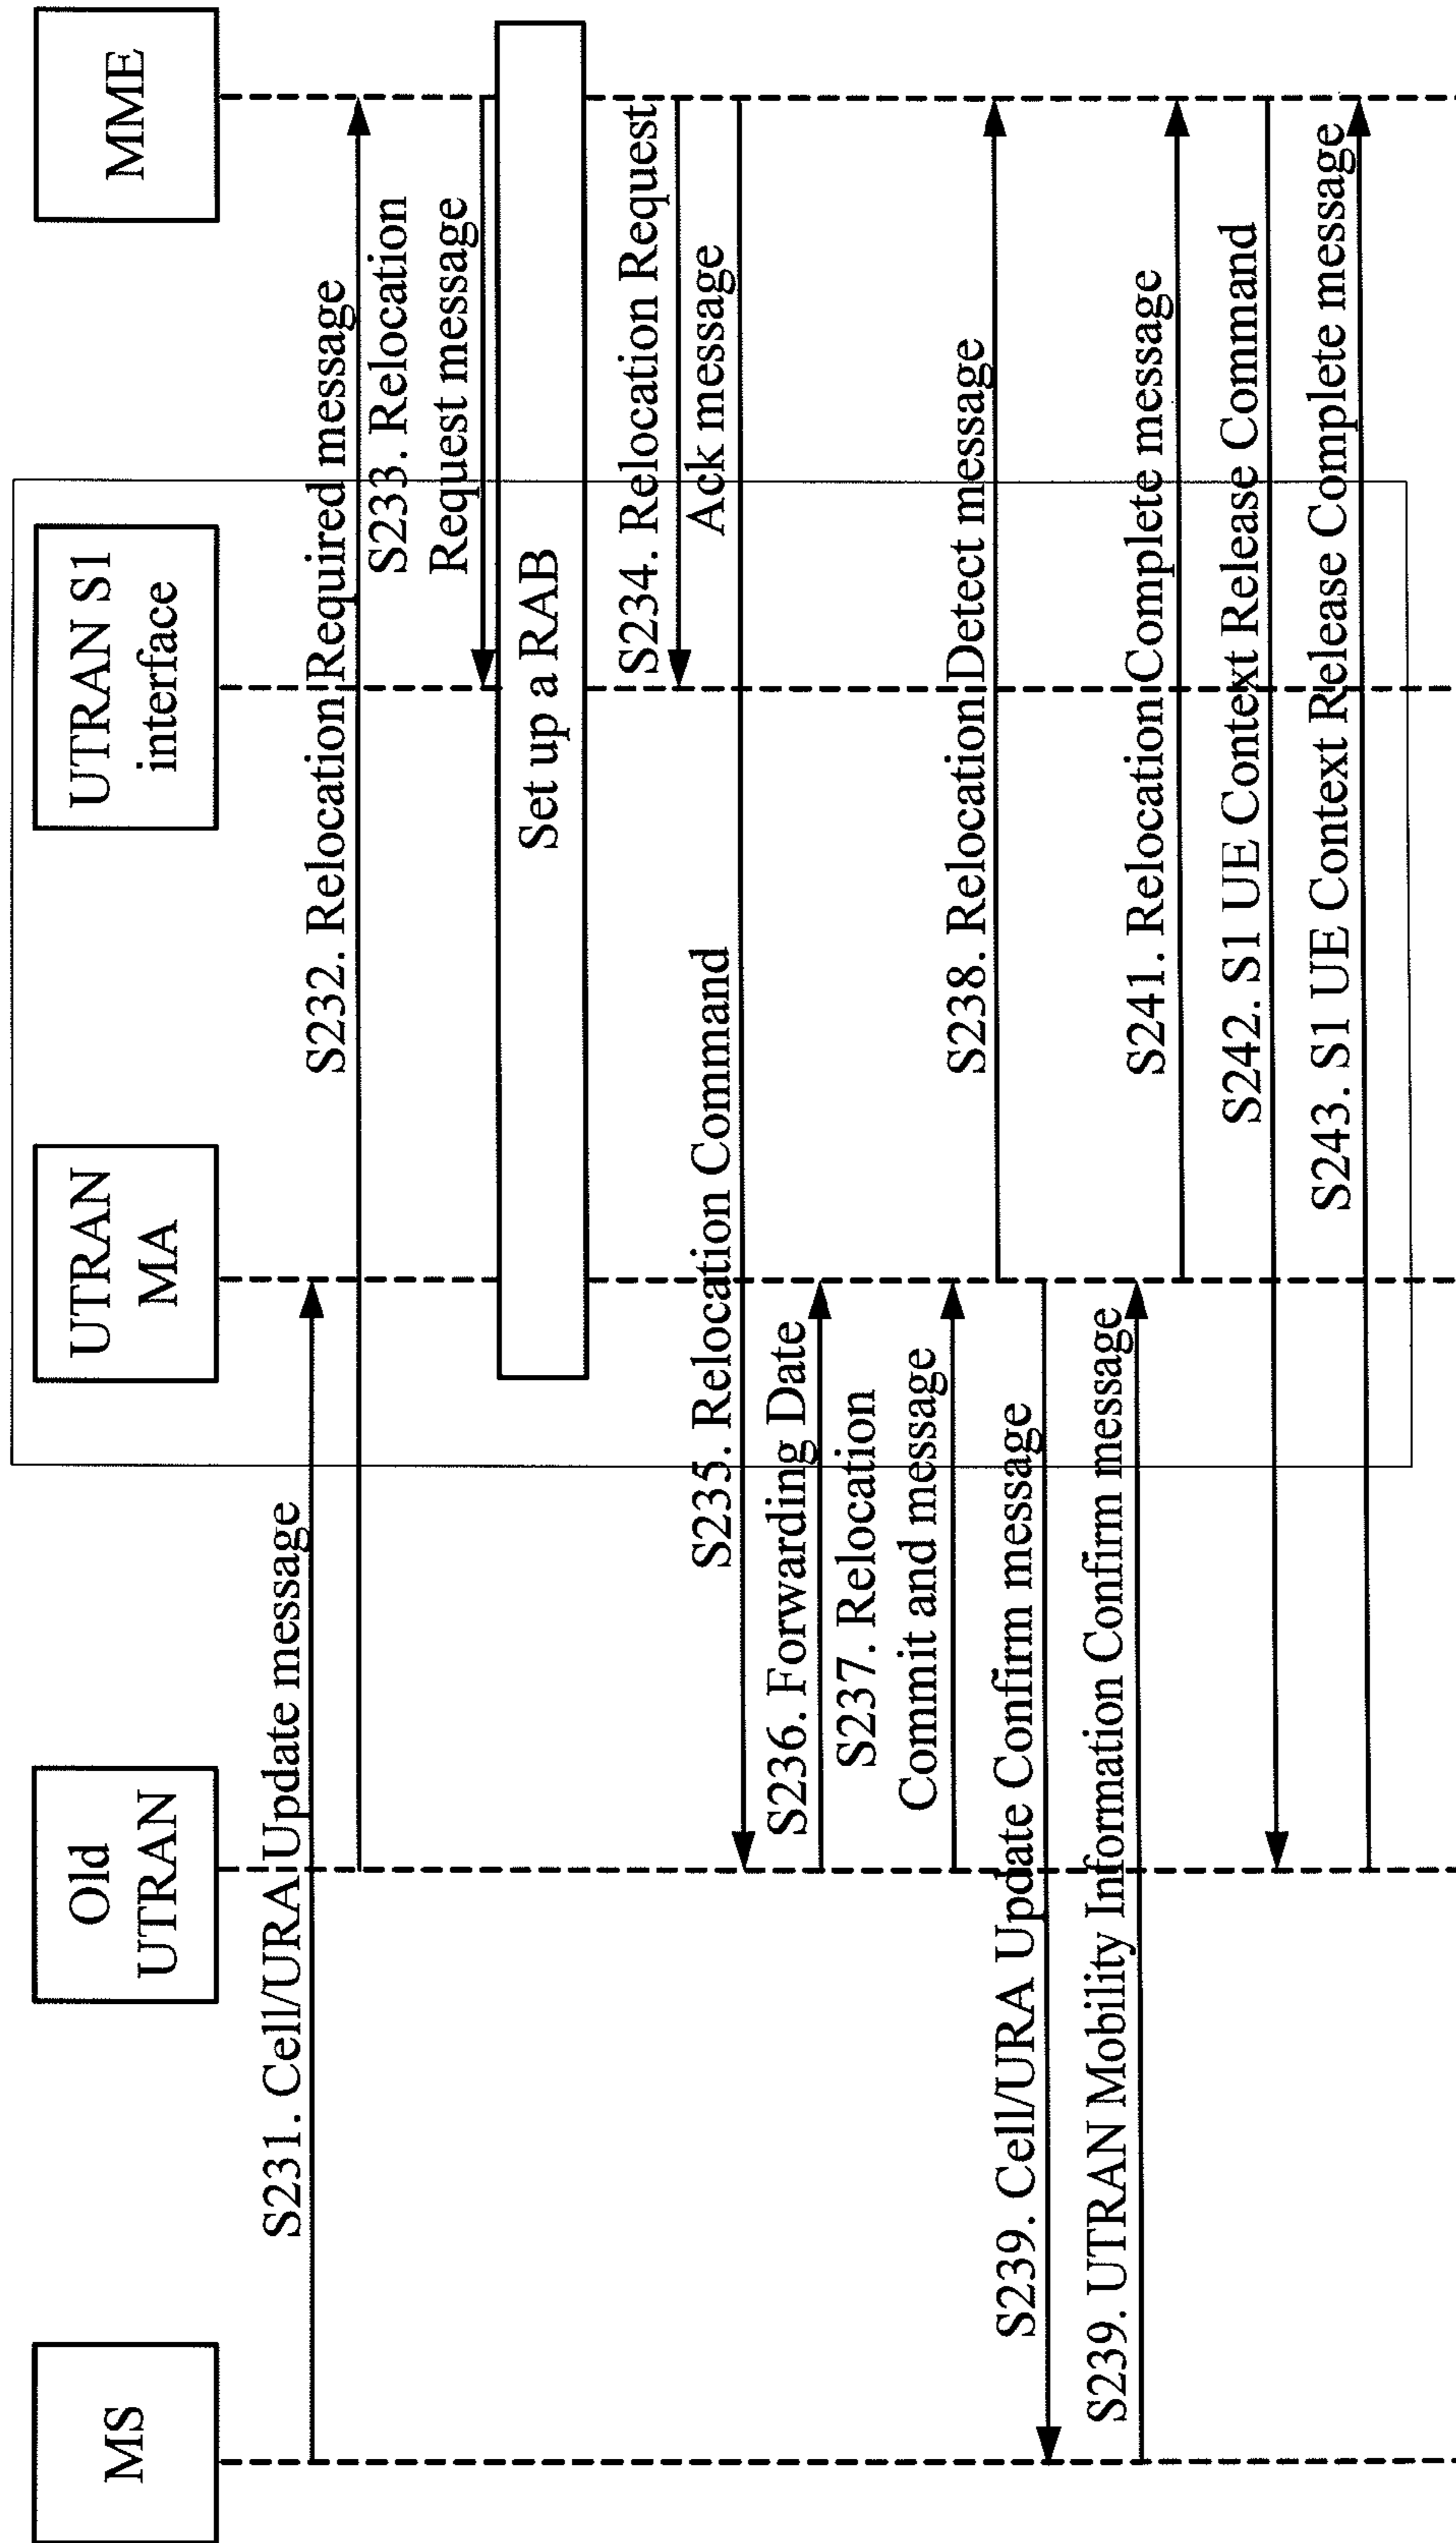 MS
Old
UTRAN
UTRAN
MA
UTRAN S1
interface
MME
S231. Cell/URA Update message
S232. Relocation Required message
S233. Relocation
Request message
Set up a RAB
S234. Relocation Request
Ack message
S235. Relocation Command
S236. Forwarding Date
S237. Relocation
Commit and message
S238. Relocation Detect message
S239. Cell/URA Update Confirm message
S239. UTRAN Mobility Information Confirm message
S241. Relocation Complete message
S242. S1 UE Context Release Command
S243. S1 UE Context Release Complete message